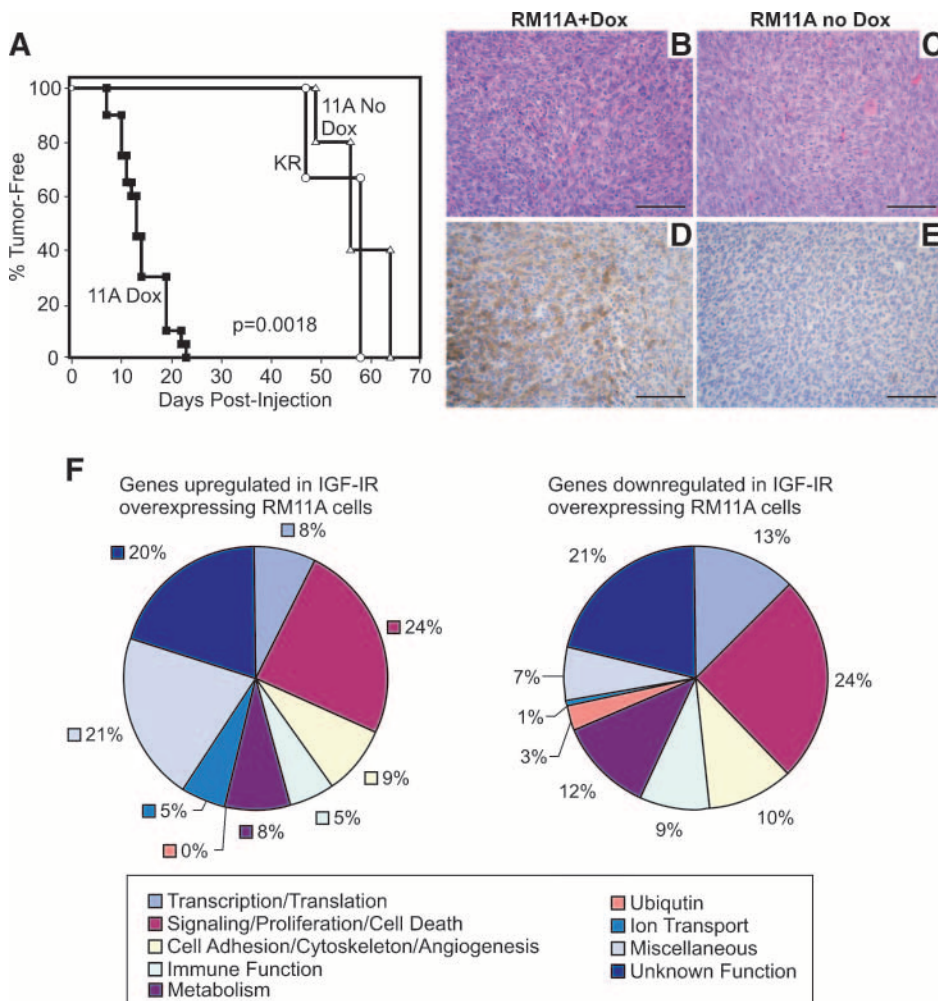 A
RM11A+Dox
RM11A no Dox
B
C
D
E
100
80
60
40
20
0
% Tumor-Free
11A No
Dox
KR
11A Dox
p=0.0018
0
10
20
30
40
50
60
70
Days Post-Injection
F
Genes upregulated in IGF-IR
overexpressing RM11A cells
8%
24%
9%
5%
8%
0%
5%
21%
20%
Genes downregulated in IGF-IR
overexpressing RM11A cells
13%
24%
10%
9%
12%
3%
1%
7%
21%
Transcription/Translation
Signaling/Proliferation/Cell Death
Cell Adhesion/Cytoskeleton/Angiogenesis
Immune Function
Metabolism
Ubiqutin
Ion Transport
Miscellaneous
Unknown Function